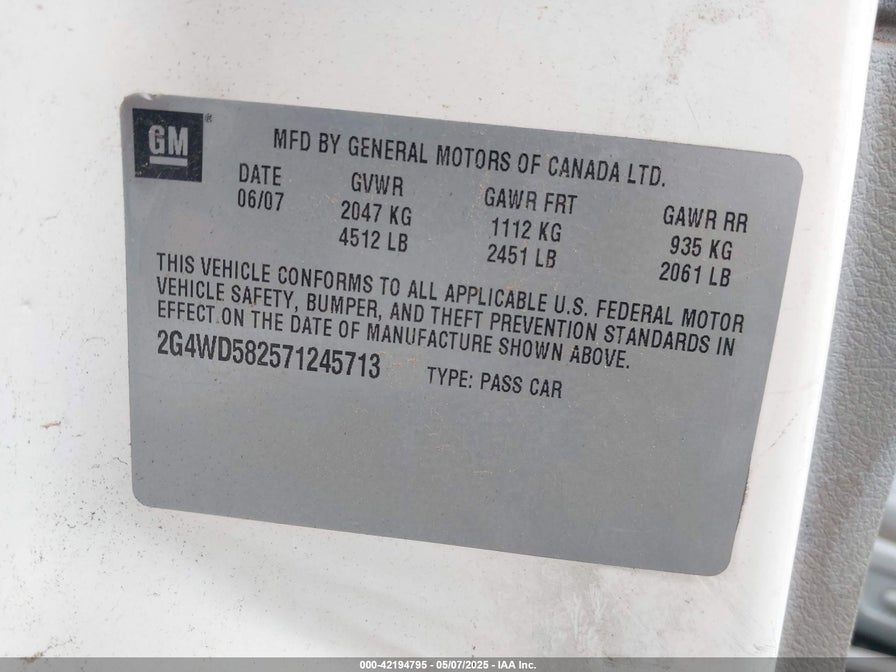 GM ®
MFD BY GENERAL MOTORS OF CANADA LTD.
DATE GVWR GAWR FRT GAWR RR
06/07 2047 KG 1112 KG 935 KG
4512 LB 2451 LB 2061 LB
THIS VEHICLE CONFORMS TO ALL APPLICABLE U.S. FEDERAL MOTOR
VEHICLE SAFETY, BUMPER, AND THEFT PREVENTION STANDARDS IN
EFFECT ON THE DATE OF MANUFACTURE SHOWN ABOVE.
2G4WD582571245713 TYPE: PASS CAR
000-42194795 - 05/07/2025 - IAA Inc.